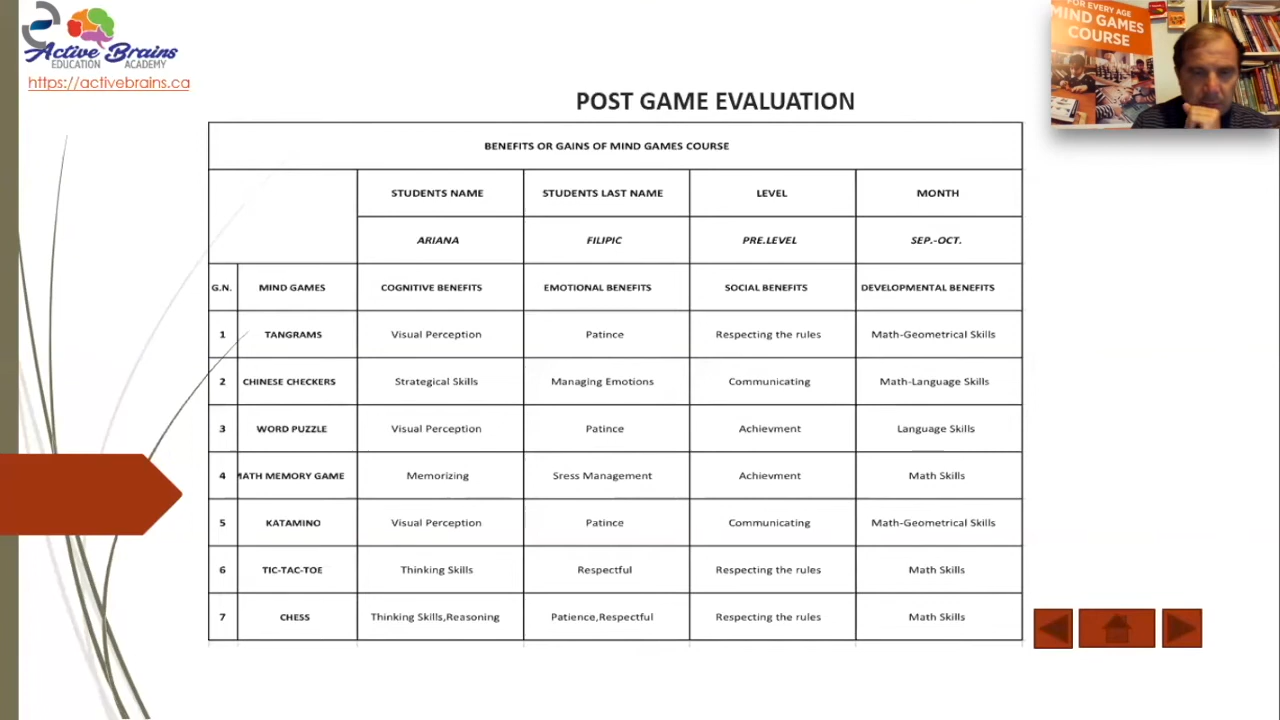 Active Brains
EDUCATION ACADEMY
https://activebrains.ca
FOR EVERY AGE
MIND GAMES
COURSE
POST GAME EVALUATION
BENEFITS OR GAINS OF MIND GAMES COURSE
STUDENTS NAME STUDENTS LAST NAME LEVEL MONTH
ARIANA FILIPIC PRE.LEVEL SEP.-OCT.
G.N. MIND GAMES COGNITIVE BENEFITS EMOTIONAL BENEFITS SOCIAL BENEFITS DEVELOPMENTAL BENEFITS
1 TANGRAMS Visual Perception Patince Respecting the rules Math-Geometrical Skills
2 CHINESE CHECKERS Strategical Skills Managing Emotions Communicating Math-Language Skills
3 WORD PUZZLE Visual Perception Patince Achievment Language Skills
4 MATH MEMORY GAME Memorizing Sress Management Achievment Math Skills
5 KATAMINO Visual Perception Patince Communicating Math-Geometrical Skills
6 TIC-TAC-TOE Thinking Skills Respectful Respecting the rules Math Skills
7 CHESS Thinking Skills,Reasoning Patience,Respectful Respecting the rules Math Skills